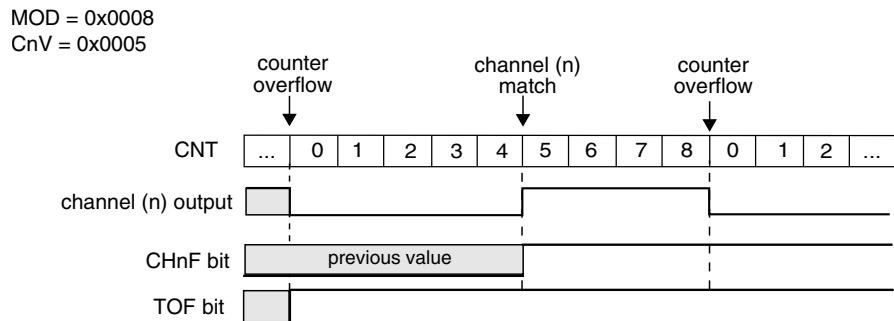 MOD = 0x0008
CnV = 0x0005
counter overflow
channel (n) match
counter overflow
CNT ... 0 1 2 3 4 5 6 7 8 0 1 2 ...
channel (n) output
CHnF bit previous value
TOF bit